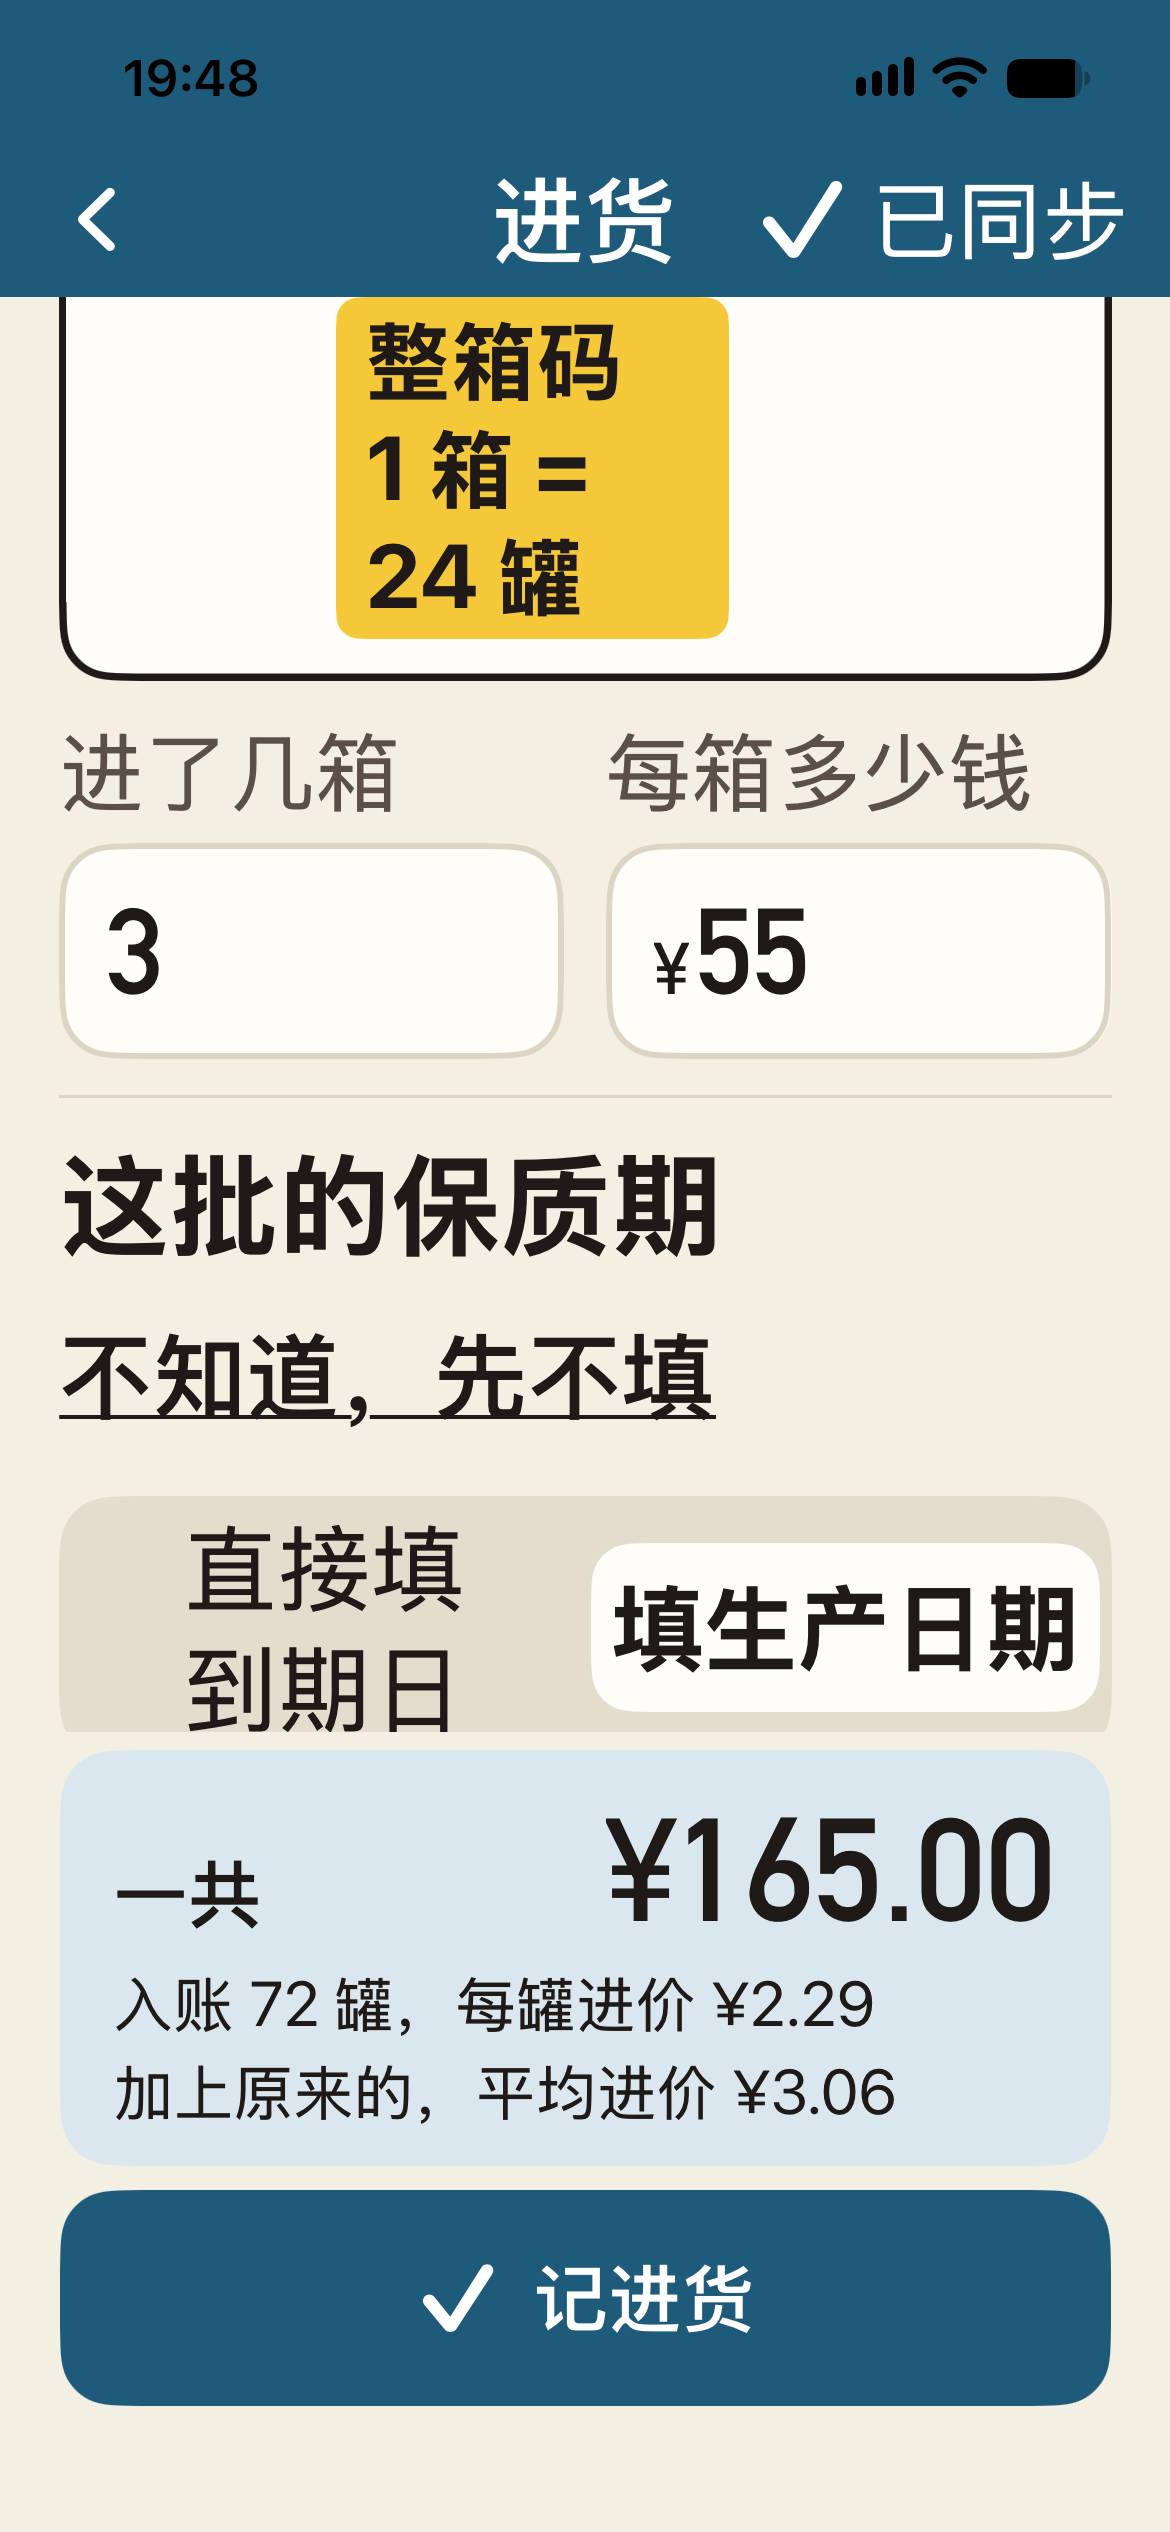 19:48
进货
已同步
整箱码
1 箱 =
24 罐
进了几箱
每箱多少钱
3
¥55
这批的保质期
不知道，先不填
直接填
到期日
填生产日期
一共
¥165.00
入账 72 罐，每罐进价 ¥2.29
加上原来的，平均进价 ¥3.06
记进货